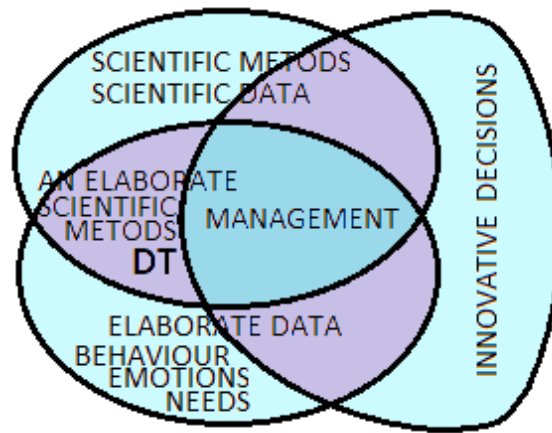 SCIENTIFIC METODS
SCIENTIFIC DATA
AN ELABORATE
SCIENTIFIC
METODS
DT
MANAGEMENT
ELABORATE DATA
BEHAVIOUR
EMOTIONS
NEEDS
INNOVATIVE DECISIONS